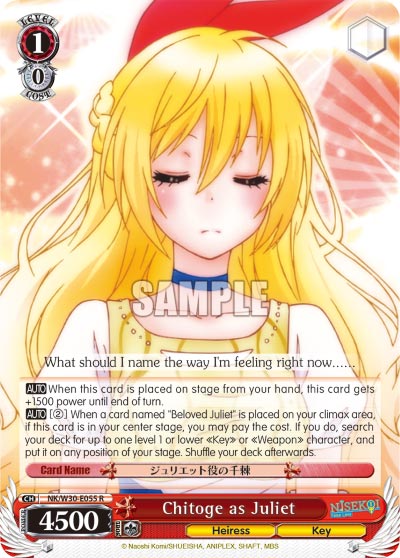 LEVEL
1
0
COST
SAMPLE
What should I name the way I'm feeling right now……
AUTO When this card is placed on stage from your hand, this card gets
+1500 power until end of turn.
AUTO [②] When a card named "Beloved Juliet" is placed on your climax area,
if this card is in your center stage, you may pay the cost. If you do, search
your deck for up to one level 1 or lower «Key» or «Weapon» character, and
put it on any position of your stage. Shuffle your deck afterwards.
Card Name
ジュリエット役の千棘
CH NK/W30-E055 R
Chitoge as Juliet
NISEKOI
4500
Heiress
Key
© Naoshi Komi/SHUEISHA, ANIPLEX, SHAFT, MBS